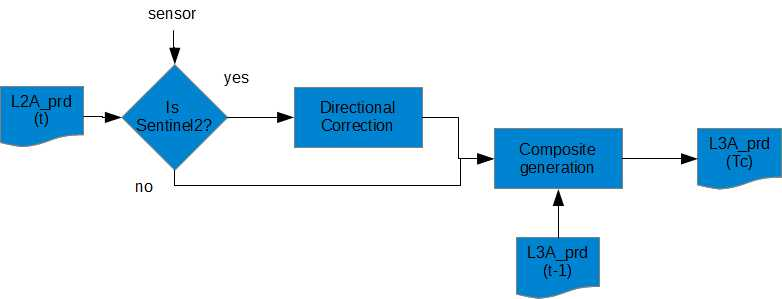 sensor
L2A_prd
(t)
Is
Sentinel2?
yes
no
Directional
Correction
Composite
generation
L3A_prd
(Tc)
L3A_prd
(t-1)